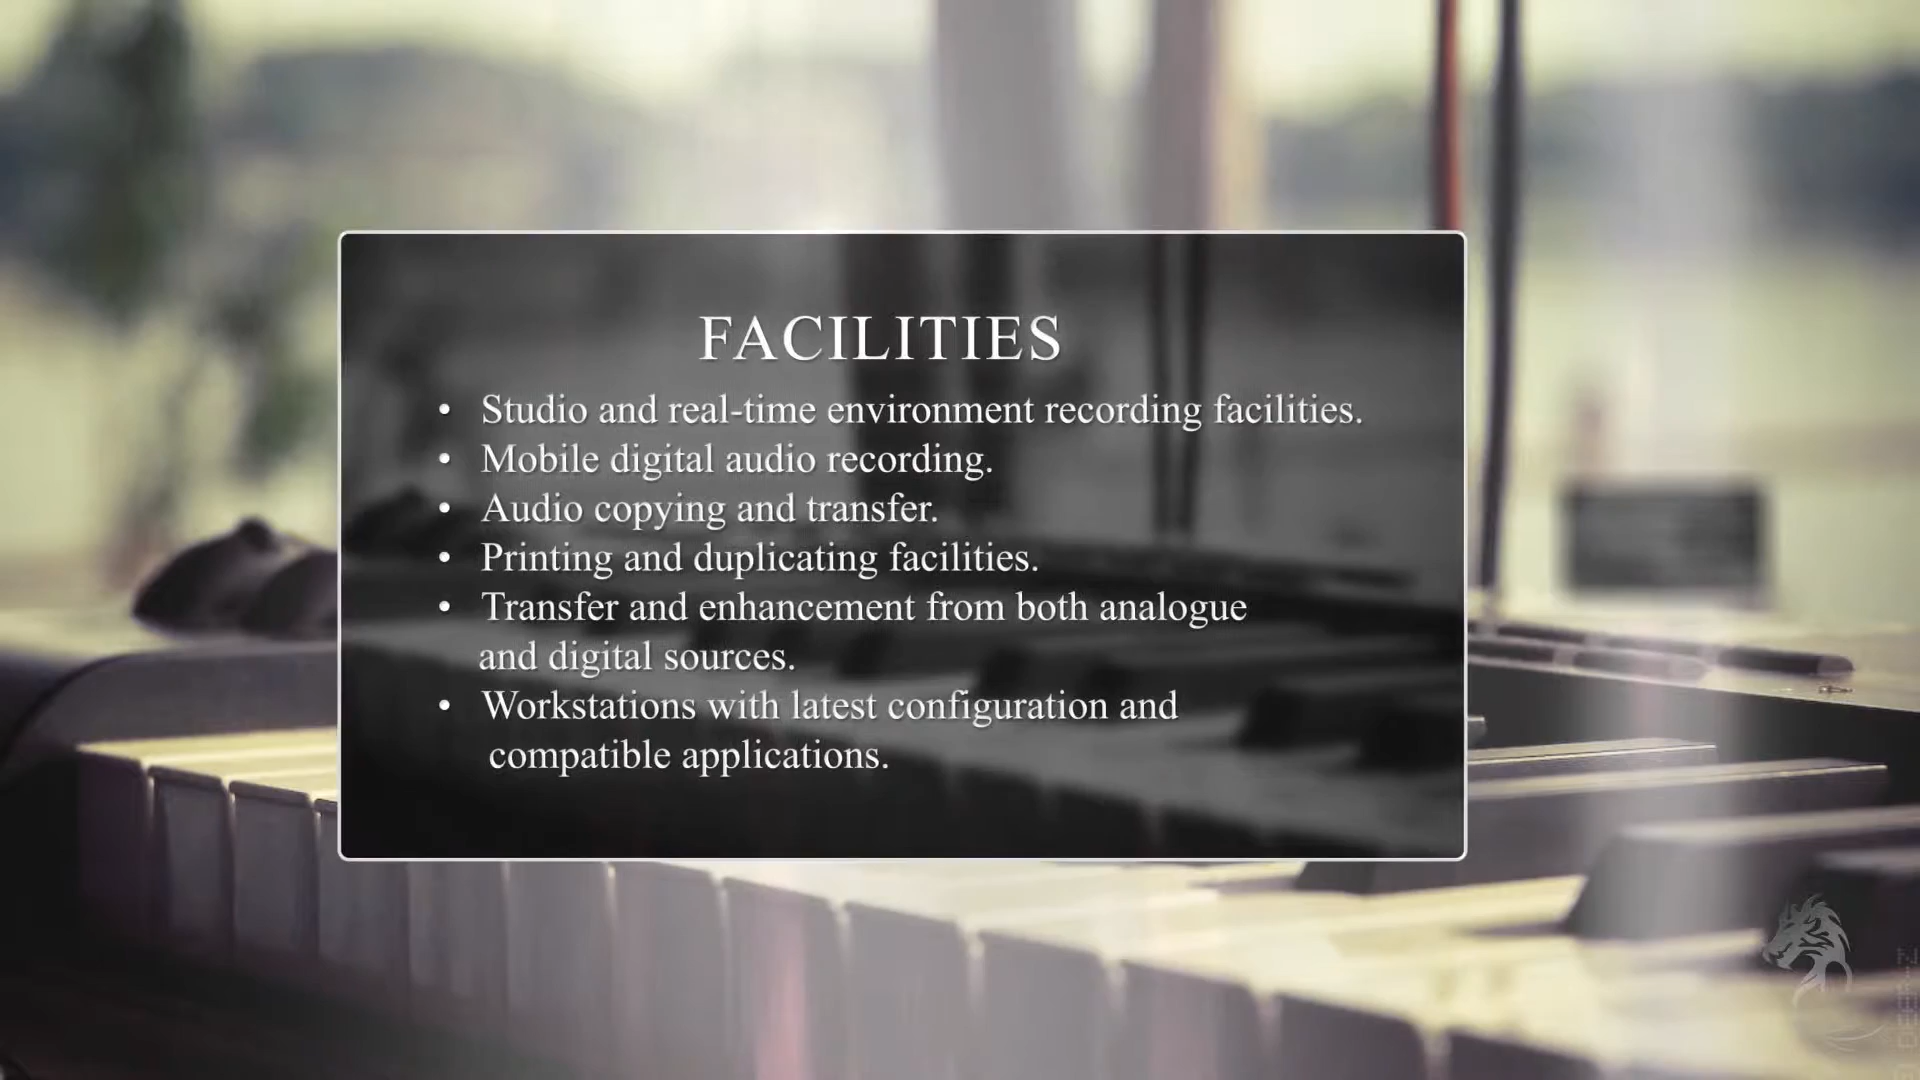 FACILITIES
• Studio and real-time environment recording facilities.
• Mobile digital audio recording.
• Audio copying and transfer.
• Printing and duplicating facilities.
• Transfer and enhancement from both analogue
and digital sources.
• Workstations with latest configuration and
compatible applications.